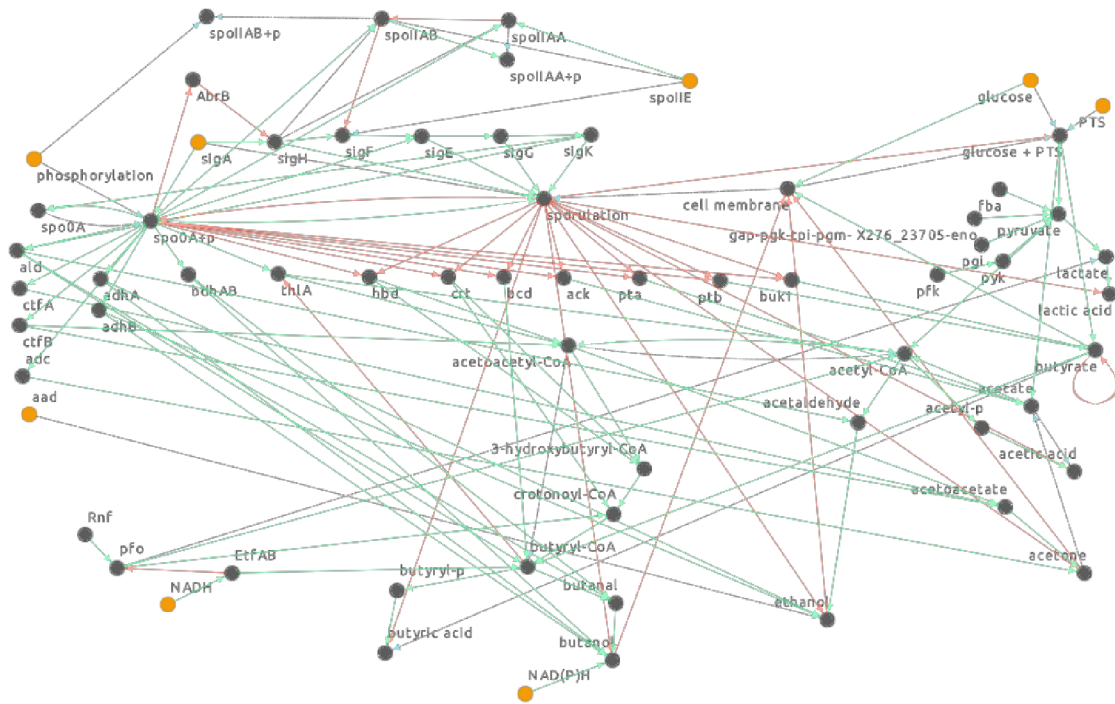 spoIIAB+p
spoIIAB
spoIIAA
spoIIAA+p
AbrB
spoIIE
glucose
PTS
sigA
sigH
sigF
sigE
sigG
sigK
glucose + PTS
phosphorylation
spo0A
spo0A+p
sporulation
cell membrane
fba
pyruvate
gap-pgk-tpi-pgm- X276_23705-eno
pgi
pyk
pfk
lactate
lactic acid
ald
ctfA
adhA
bdhAB
thlA
hbd
crt
bcd
ack
pta
ptb
buk1
adhB
ctfB
adc
aad
acetoacetyl-CoA
acetyl-CoA
butyrate
acetate
acetaldehyde
acetyl-p
acetic acid
3-hydroxybutyryl-CoA
crotonoyl-CoA
acetoacetate
Rnf
pfo
EtfAB
NADH
butyryl-CoA
butyryl-p
butanal
ethanol
acetone
butyric acid
butanol
NAD(P)H